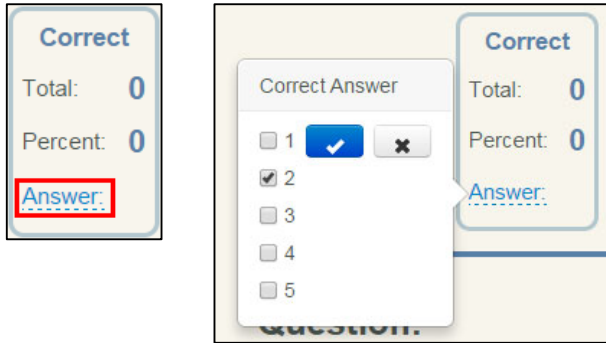 Correct
Total: 0
Percent: 0
Answer:
Correct Answer
1
2
3
4
5
Correct
Total: 0
Percent: 0
Answer:
Question: